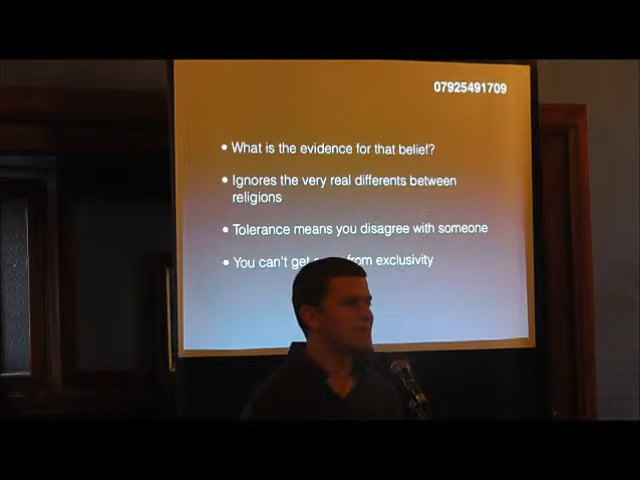 07925491709
• What is the evidence for that belief?
• Ignores the very real differents between
religions
• Tolerance means you disagree with someone
• You can't get from exclusivity